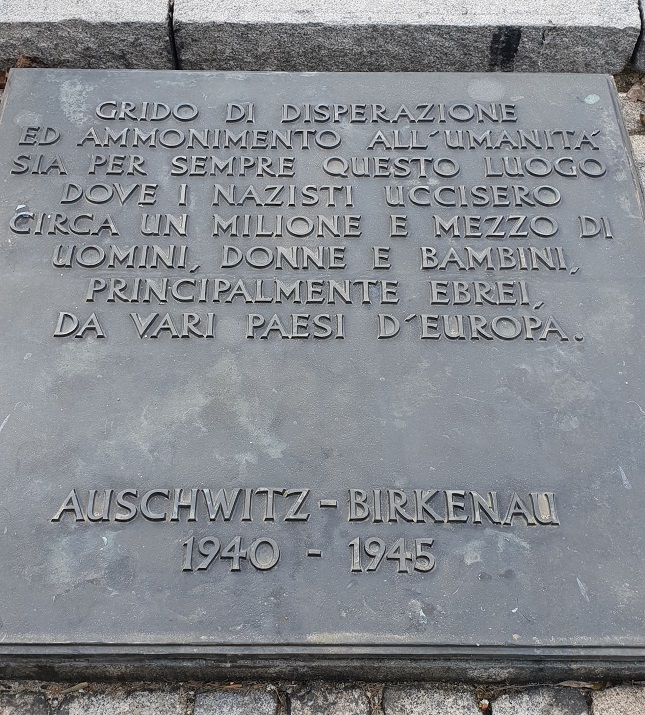 GRIDO DI DISPERAZIONE
ED AMMONIMENTO ALL´UMANITÁ
SIA PER SEMPRE QUESTO LUOGO
DOVE I NAZISTI UCCISERO
CIRCA UN MILIONE E MEZZO DI
UOMINI, DONNE E BAMBINI,
PRINCIPALMENTE EBREI,
DA VARI PAESI D´EUROPA.
AUSCHWITZ-BIRKENAU
1940 - 1945